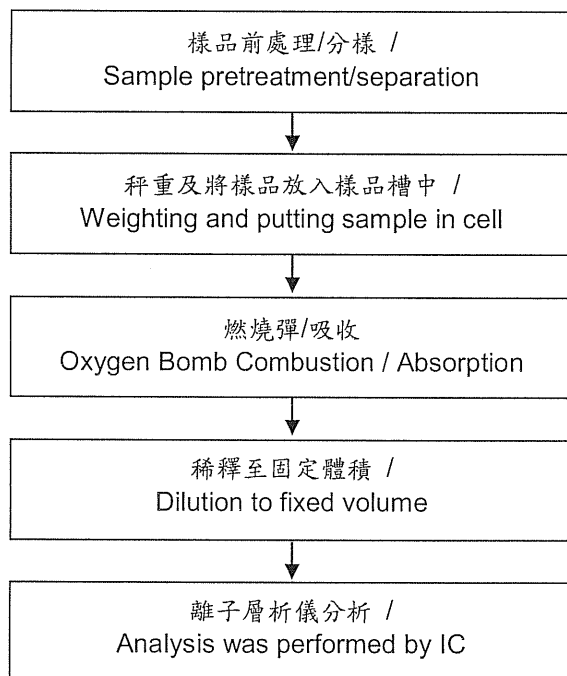 樣品前處理/分樣 /
Sample pretreatment/separation
秤重及將樣品放入樣品槽中 /
Weighting and putting sample in cell
燃燒彈/吸收
Oxygen Bomb Combustion / Absorption
稀釋至固定體積 /
Dilution to fixed volume
離子層析儀分析 /
Analysis was performed by IC